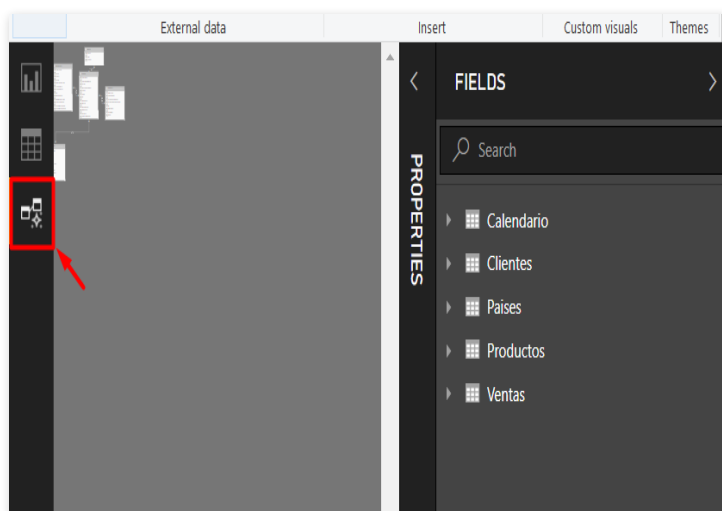 External data
Insert
Custom visuals
Themes
FIELDS
Search
PROPERTIES
Calendario
Clientes
Paises
Productos
Ventas